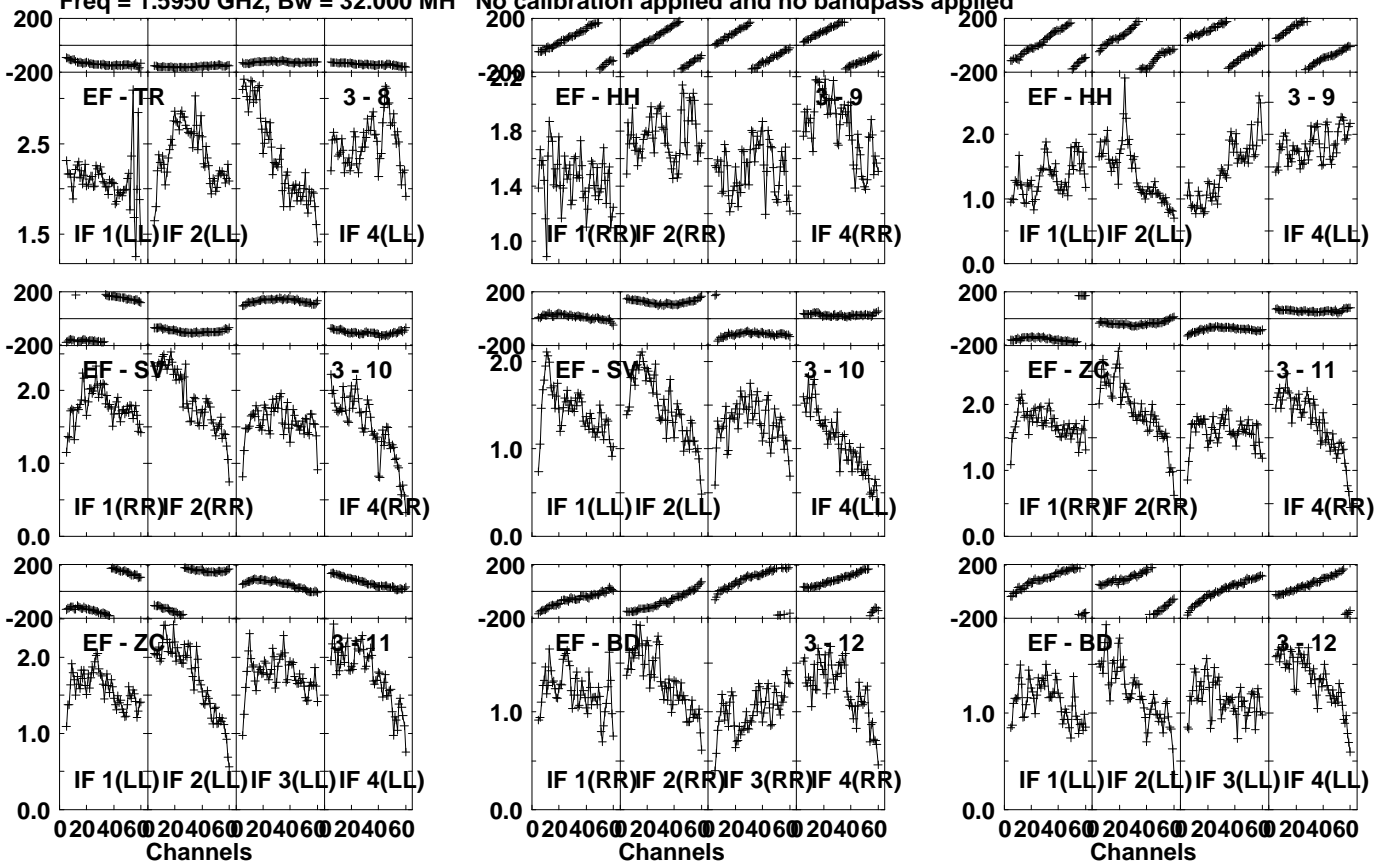 Freq = 1.5950 GHz, Bw = 32.000 MH No calibration applied and no bandpass applied
200
-200
EF - TR 3 - 8
2.5
1.5
IF 1(LL) IF 2(LL) IF 4(LL)
200
-200
2.2
EF - HH 3 - 9
1.8
1.4
1.0
IF 1(RR) IF 2(RR) IF 4(RR)
200
-200
EF - HH 3 - 9
2.0
1.0
0.0
IF 1(LL) IF 2(LL) IF 4(LL)
200
-200
EF - SV 3 - 10
2.0
1.0
0.0
IF 1(RR) IF 2(RR) IF 4(RR)
200
-200
2.0
EF - SV 3 - 10
1.0
0.0
IF 1(LL) IF 2(LL) IF 4(LL)
200
-200
EF - ZC 3 - 11
2.0
1.0
0.0
IF 1(RR) IF 2(RR) IF 4(RR)
200
-200
EF - ZC 3 - 11
2.0
1.0
0.0
IF 1(LL) IF 2(LL) IF 3(LL) IF 4(LL)
0 20 40 60 0 20 40 60 0 20 40 60 0 20 40 60
Channels
200
-200
EF - BD 3 - 12
1.0
0.0
IF 1(RR) IF 2(RR) IF 3(RR) IF 4(RR)
0 20 40 60 0 20 40 60 0 20 40 60 0 20 40 60
Channels
200
-200
EF - BD 3 - 12
1.0
0.0
IF 1(LL) IF 2(LL) IF 3(LL) IF 4(LL)
0 20 40 60 0 20 40 60 0 20 40 60 0 20 40 60
Channels